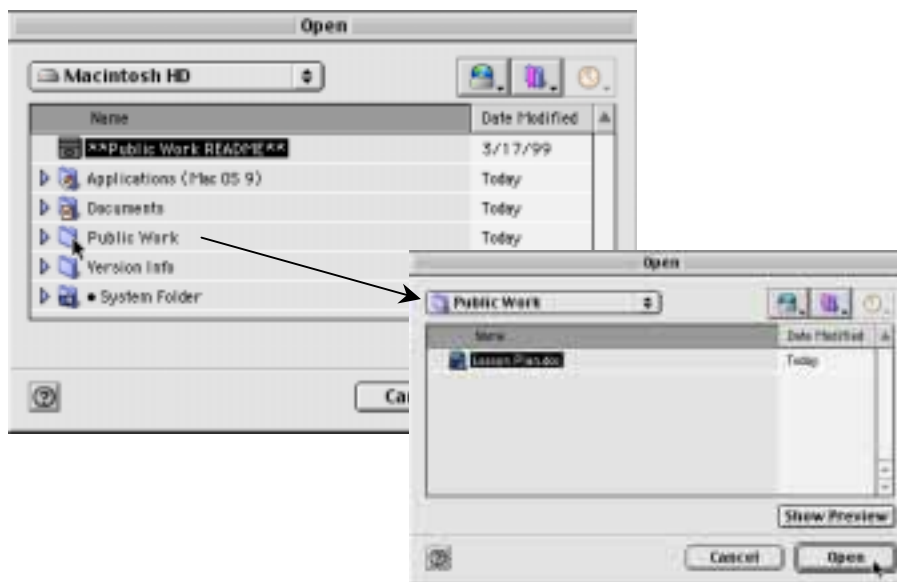 Open
Macintosh HD
Name Date Modified
**Public Work README** 3/17/99
Applications (Mac OS 9) Today
Documents Today
Public Work Today
Version Info
• System Folder
Ca
Open
Public Work
Name Date Modified
Lesson Plan.doc Today
Show Preview
Cancel Open